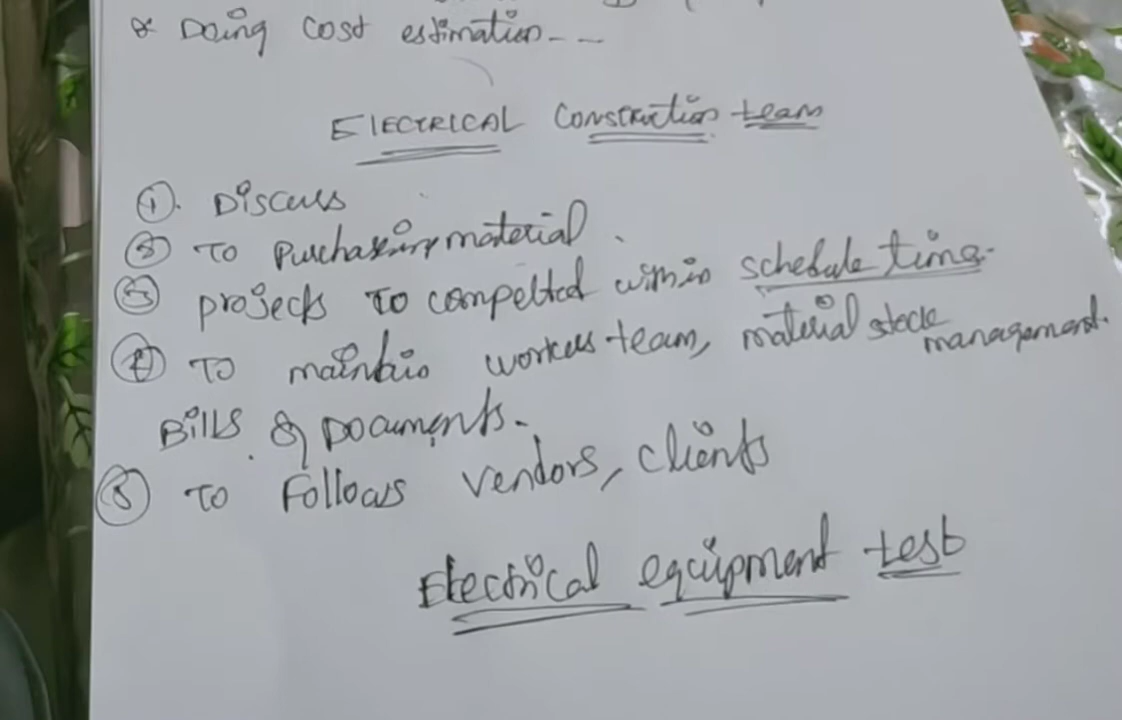 * Doing cost estimation - -
ELECTRICAL Construction team
①. Discuss
② TO Purchasing material.
③ projects TO compelted within schedule time.
④ TO maintain workers team, material stock management.
Bills & Documents.
⑤ TO Follows vendors, clients
Electrical equipment test